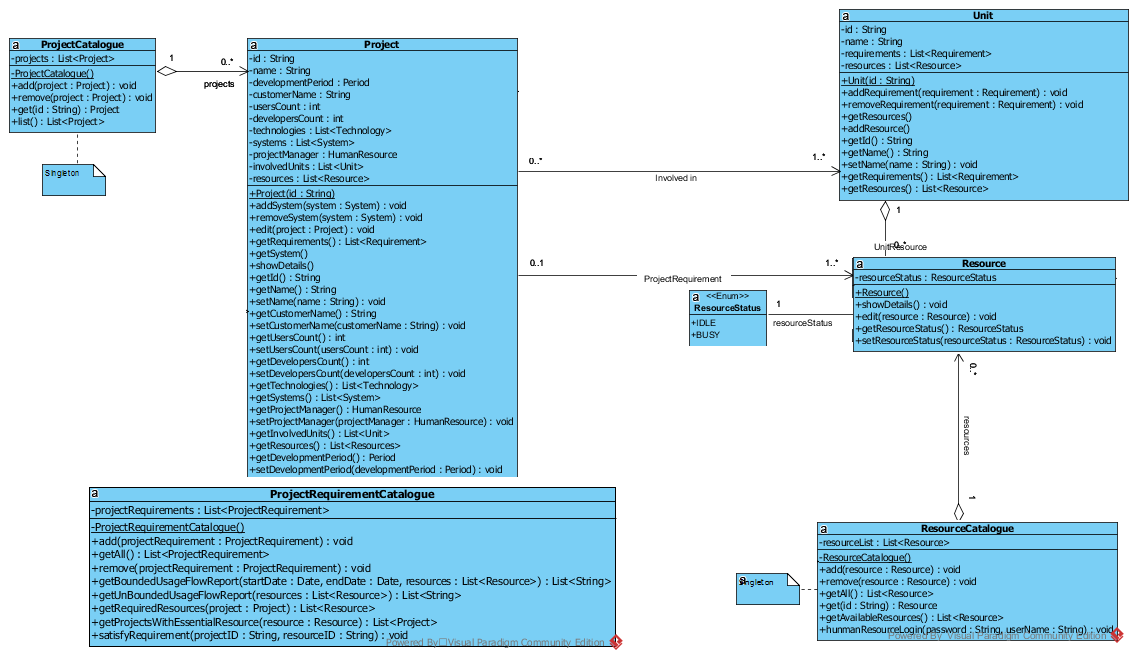 ProjectCatalogue
-projects : List<Project>
-ProjectCatalogue()
+add(project : Project) : void
+remove(project : Project) : void
+get(id : String) : Project
+list() : List<Project>
Singleton
1
0..*
projects
Project
-id : String
-name : String
-developmentPeriod : Period
-customerName : String
-usersCount : int
-developersCount : int
-technologies : List<Technology>
-systems : List<System>
-projectManager : HumanResource
-involvedUnits : List<Unit>
-resources : List<Resource>
+Project(id : String)
+addSystem(system : System) : void
+removeSystem(system : System) : void
+edit(project : Project) : void
+getRequirements() : List<Requirement>
+getSystem()
+showDetails()
+getId() : String
+getName() : String
+setName(name : String) : void
+getCustomerName() : String
+setCustomerName(customerName : String) : void
+getUsersCount() : int
+setUsersCount(usersCount : int) : void
+getDevelopersCount() : int
+setDevelopersCount(developersCount : int) : void
+getTechnologies() : List<Technology>
+getSystems() : List<System>
+getProjectManager() : HumanResource
+setProjectManager(projectManager : HumanResource) : void
+getInvolvedUnits() : List<Unit>
+getResources() : List<Resources>
+getDevelopmentPeriod() : Period
+setDevelopmentPeriod(developmentPeriod : Period) : void
0..*
1..*
Involved in
0..1
1..*
ProjectRequirement
Unit
-id : String
-name : String
-requirements : List<Requirement>
-resources : List<Resource>
+Unit(id : String)
+addRequirement(requirement : Requirement) : void
+removeRequirement(requirement : Requirement) : void
+getResources()
+addResource()
+getId() : String
+getName() : String
+setName(name : String) : void
+getRequirements() : List<Requirement>
+getResources() : List<Resource>
1
0..*
UnitResource
Resource
-resourceStatus : ResourceStatus
+Resource()
+showDetails() : void
+edit(resource : Resource) : void
+getResourceStatus() : ResourceStatus
+setResourceStatus(resourceStatus : ResourceStatus) : void
<<Enum>>
ResourceStatus
+IDLE
+BUSY
1
resourceStatus
0..*
resources
1
ResourceCatalogue
-resourceList : List<Resource>
-ResourceCatalogue()
+add(resource : Resource) : void
+remove(resource : Resource) : void
+getAll() : List<Resource>
+get(id : String) : Resource
+getAvailableResources() : List<Resource>
+hunmanResourceLogin(password : String, userName : String) : void
Singleton
Powered By Visual Paradigm Community Edition
ProjectRequirementCatalogue
-projectRequirements : List<ProjectRequirement>
-ProjectRequirementCatalogue()
+add(projectRequirement : ProjectRequirement) : void
+getAll() : List<ProjectRequirement>
+remove(projectRequirement : ProjectRequirement) : void
+getBoundedUsageFlowReport(startDate : Date, endDate : Date, resources : List<Resource>) : List<String>
+getUnBoundedUsageFlowReport(resources : List<Resource>) : List<String>
+getRequiredResources(project : Project) : List<Resource>
+getProjectsWithEssentialResource(resource : Resource) : List<Project>
+satisfyRequirement(projectID : String, resourceID : String) : void
Powered By Visual Paradigm Community Edition